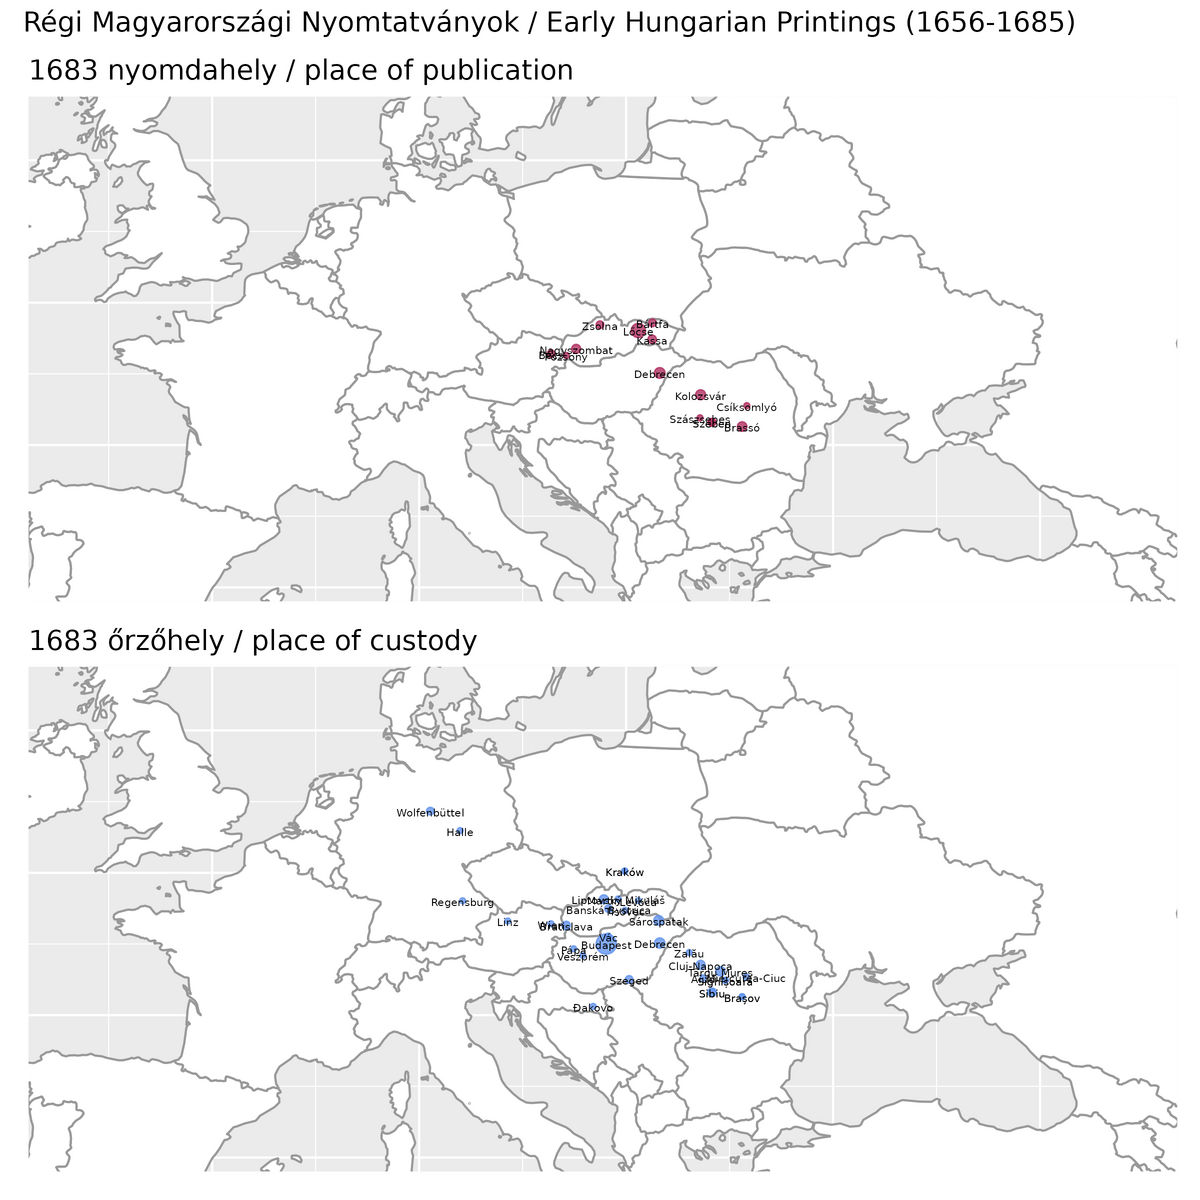 Régi Magyarországi Nyomtatványok / Early Hungarian Printings (1656-1685)
1683 nyomdahely / place of publication
Zsolna
Bártfa
Lőcse
Kassa
Nagyszombat
Pozsony
Debrecen
Kolozsvár
Csíksomlyó
Szászsebes
Szeben
Brassó
1683 őrzőhely / place of custody
Wolfenbüttel
Halle
Kraków
Regensburg
Liptovský Mikuláš
Levoča
Banská Bystrica
Sárospatak
Linz
Wien
Bratislava
Vác
Budapest
Debrecen
Pápa
Veszprém
Zalău
Cluj-Napoca
Târgu Mureș
Miercurea-Ciuc
Sighișoara
Szeged
Sibiu
Brașov
Đakovo